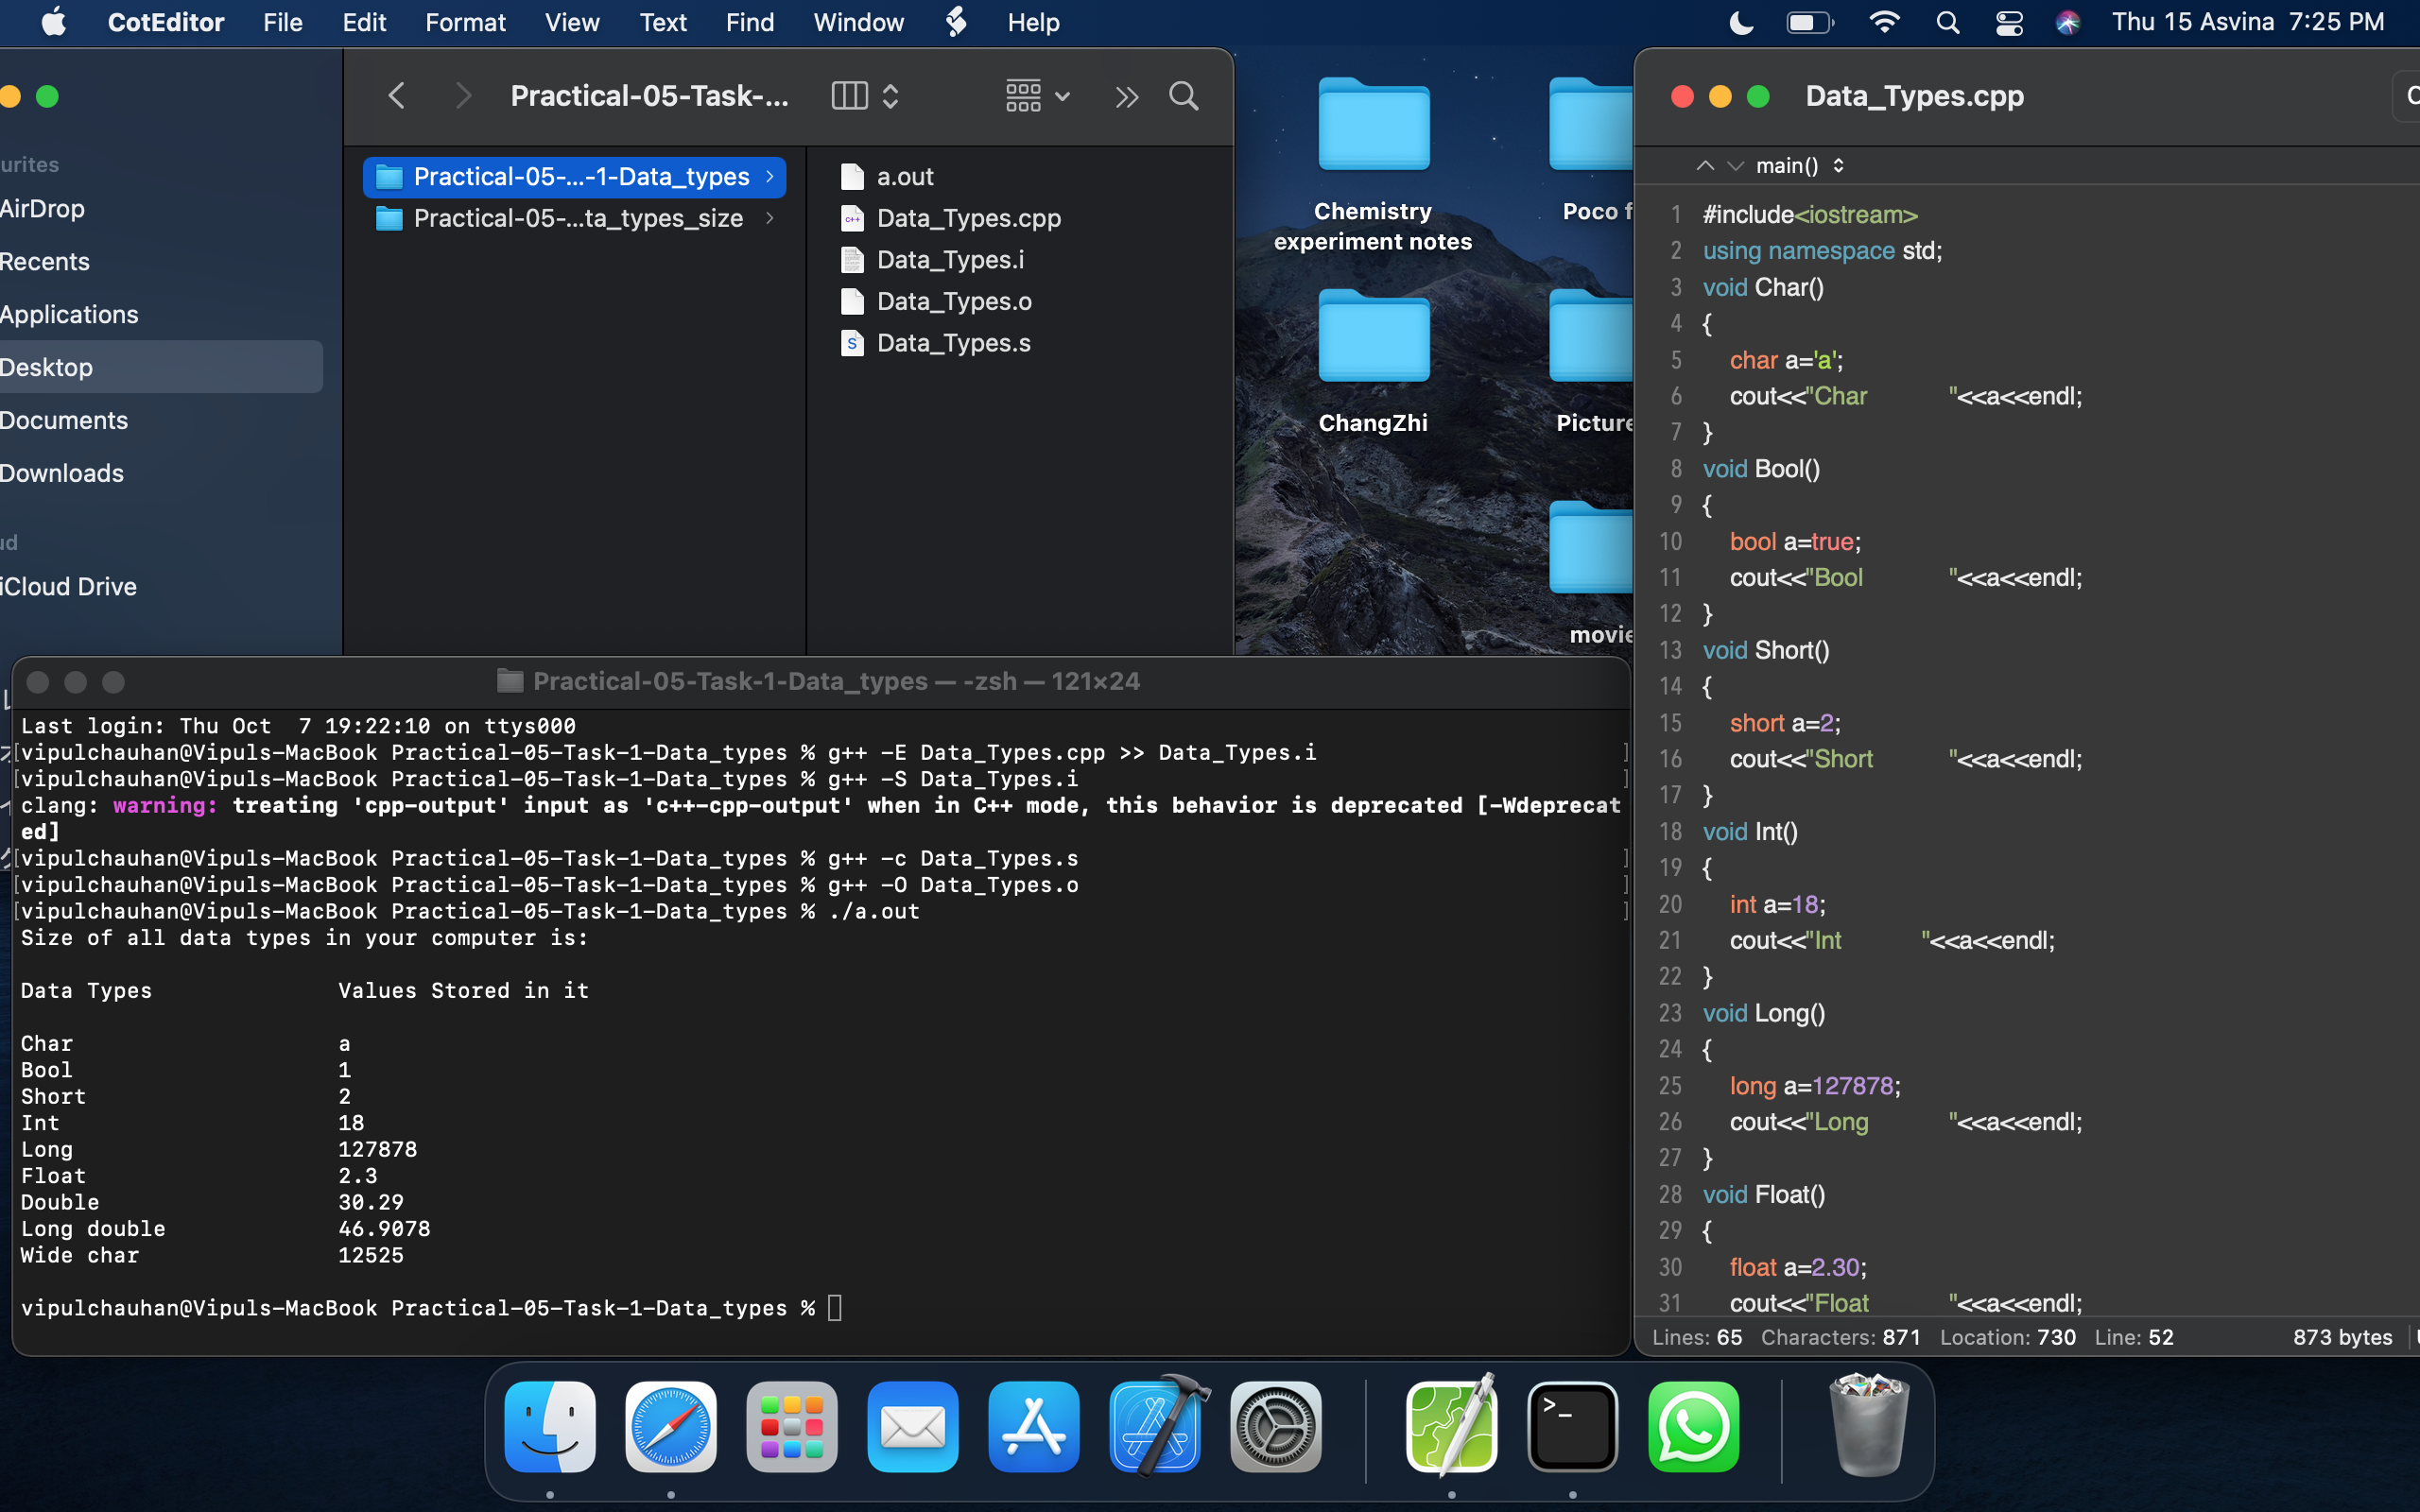 CotEditor File Edit Format View Text Find Window Help Thu 15 Asvina 7:25 PM
urites
AirDrop
Recents
Applications
Desktop
Documents
Downloads
ud
iCloud Drive
Practical-05-Task-...
Practical-05-...-1-Data_types
Practical-05-...ta_types_size
a.out
Data_Types.cpp
Data_Types.i
Data_Types.o
Data_Types.s
Chemistry
experiment notes
Poco f
ChangZhi
Picture
movie
Practical-05-Task-1-Data_types — -zsh — 121×24
Last login: Thu Oct  7 19:22:10 on ttys000
[vipulchauhan@Vipuls-MacBook Practical-05-Task-1-Data_types % g++ -E Data_Types.cpp >> Data_Types.i ]
[vipulchauhan@Vipuls-MacBook Practical-05-Task-1-Data_types % g++ -S Data_Types.i ]
clang: warning: treating 'cpp-output' input as 'c++-cpp-output' when in C++ mode, this behavior is deprecated [-Wdeprecat
ed]
[vipulchauhan@Vipuls-MacBook Practical-05-Task-1-Data_types % g++ -c Data_Types.s ]
[vipulchauhan@Vipuls-MacBook Practical-05-Task-1-Data_types % g++ -O Data_Types.o ]
[vipulchauhan@Vipuls-MacBook Practical-05-Task-1-Data_types % ./a.out ]
Size of all data types in your computer is:
Data Types Values Stored in it
Char a
Bool 1
Short 2
Int 18
Long 127878
Float 2.3
Double 30.29
Long double 46.9078
Wide char 12525
vipulchauhan@Vipuls-MacBook Practical-05-Task-1-Data_types %
Data_Types.cpp
main()
1 #include<iostream>
2 using namespace std;
3 void Char()
4 {
5 char a='a';
6 cout<<"Char "<<a<<endl;
7 }
8 void Bool()
9 {
10 bool a=true;
11 cout<<"Bool "<<a<<endl;
12 }
13 void Short()
14 {
15 short a=2;
16 cout<<"Short "<<a<<endl;
17 }
18 void Int()
19 {
20 int a=18;
21 cout<<"Int "<<a<<endl;
22 }
23 void Long()
24 {
25 long a=127878;
26 cout<<"Long "<<a<<endl;
27 }
28 void Float()
29 {
30 float a=2.30;
31 cout<<"Float "<<a<<endl;
Lines: 65 Characters: 871 Location: 730 Line: 52 873 bytes